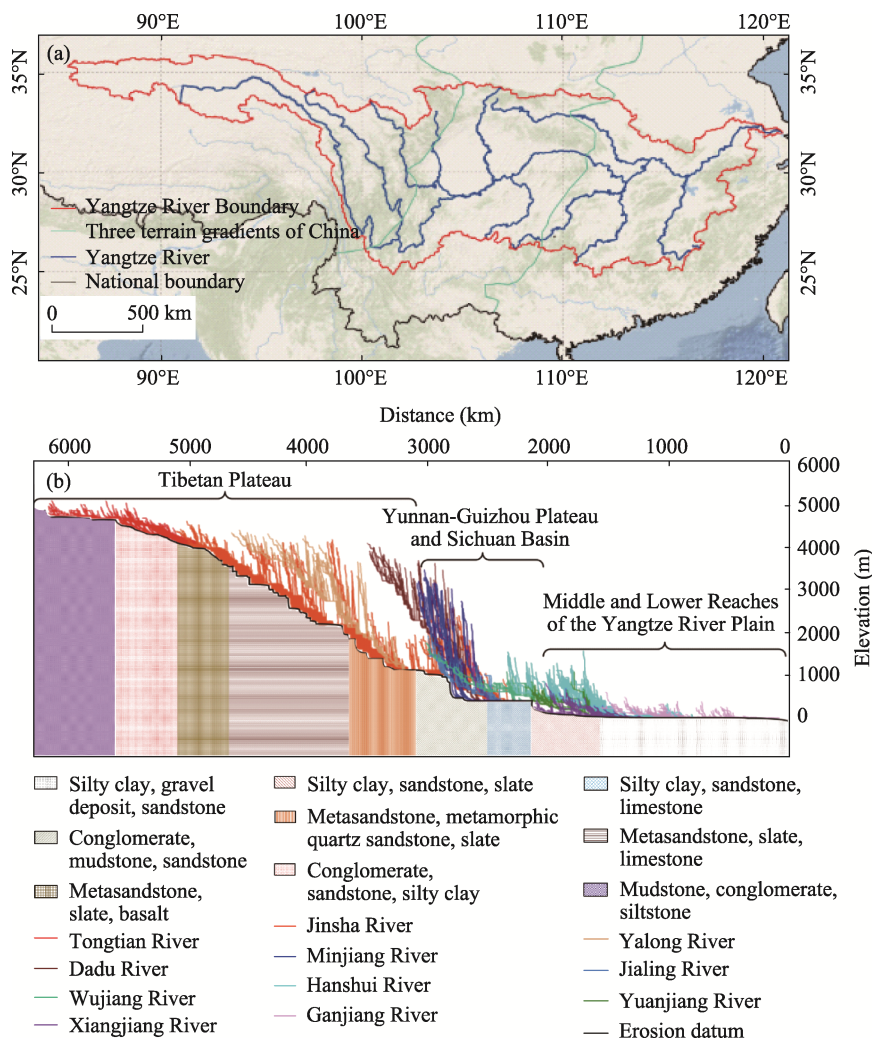 90°E 100°E 110°E 120°E
(a)
35°N 35°N
30°N 30°N
25°N 25°N
Yangtze River Boundary
Three terrain gradients of China
Yangtze River
National boundary
0 500 km
90°E 100°E 110°E 120°E
Distance (km)
6000 5000 4000 3000 2000 1000 0
(b)
Tibetan Plateau
Yunnan-Guizhou Plateau
and Sichuan Basin
Middle and Lower Reaches
of the Yangtze River Plain
6000
5000
4000
3000
2000
1000
0
Elevation (m)
Silty clay, gravel
deposit, sandstone
Conglomerate,
mudstone, sandstone
Metasandstone,
slate, basalt
Tongtian River
Dadu River
Wujiang River
Xiangjiang River
Silty clay, sandstone, slate
Metasandstone, metamorphic
quartz sandstone, slate
Conglomerate,
sandstone, silty clay
Jinsha River
Minjiang River
Hanshui River
Ganjiang River
Silty clay, sandstone,
limestone
Metasandstone, slate,
limestone
Mudstone, conglomerate,
siltstone
Yalong River
Jialing River
Yuanjiang River
Erosion datum